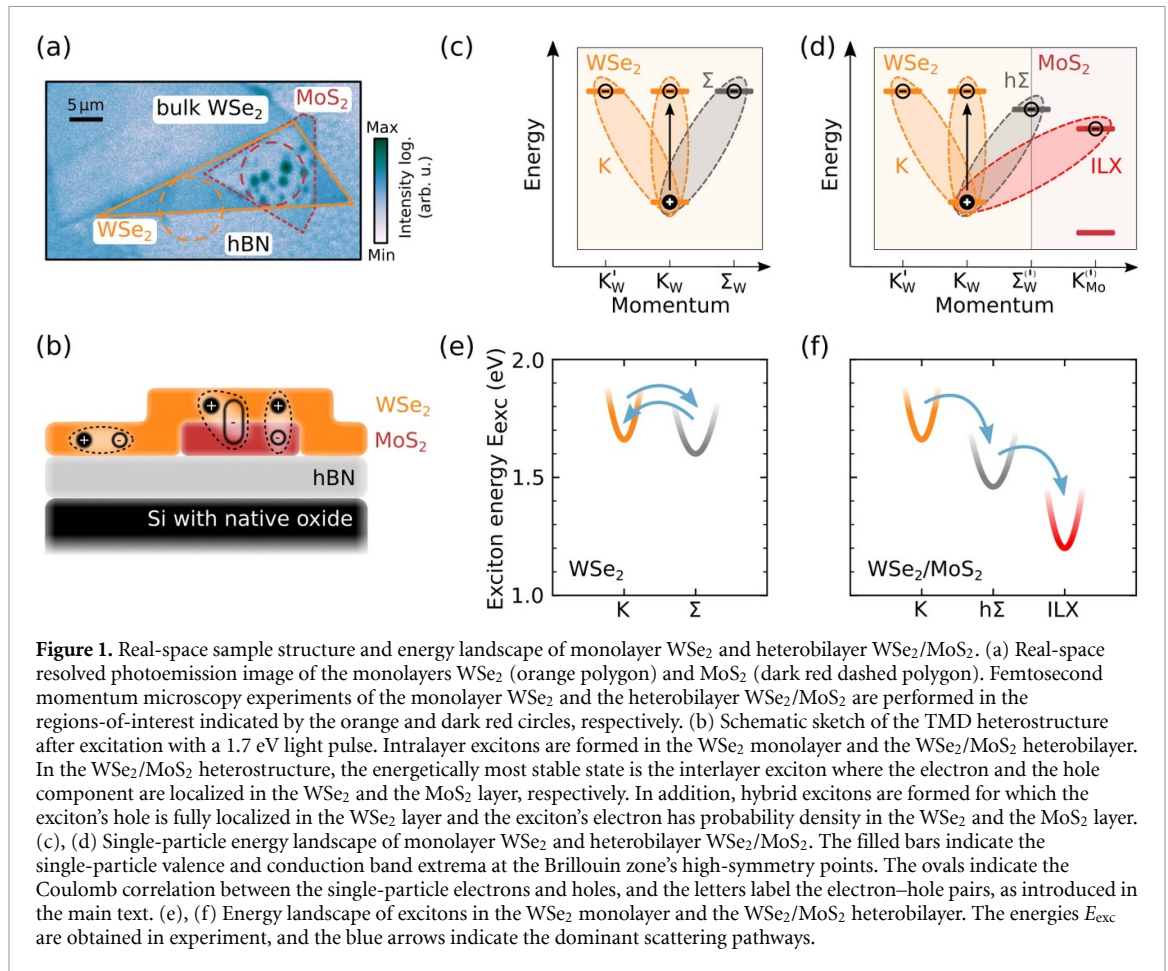 (a)
5 μm
bulk WSe₂
MoS₂
WSe₂
hBN
Max
Min
Intensity log.
(arb. u.)
(c)
WSe₂
Σ
K
Energy
K'W KW ΣW
Momentum
(d)
WSe₂
hΣ
MoS₂
K
ILX
Energy
K'W KW Σ(')W K(')Mo
Momentum
(b)
WSe₂
MoS₂
hBN
Si with native oxide
(e)
Exciton energy Eexc (eV)
2.0
1.5
1.0
WSe₂
K Σ
(f)
WSe₂/MoS₂
K hΣ ILX
Figure 1. Real-space sample structure and energy landscape of monolayer WSe₂ and heterobilayer WSe₂/MoS₂. (a) Real-space
resolved photoemission image of the monolayers WSe₂ (orange polygon) and MoS₂ (dark red dashed polygon). Femtosecond
momentum microscopy experiments of the monolayer WSe₂ and the heterobilayer WSe₂/MoS₂ are performed in the
regions-of-interest indicated by the orange and dark red circles, respectively. (b) Schematic sketch of the TMD heterostructure
after excitation with a 1.7 eV light pulse. Intralayer excitons are formed in the WSe₂ monolayer and the WSe₂/MoS₂ heterobilayer.
In the WSe₂/MoS₂ heterostructure, the energetically most stable state is the interlayer exciton where the electron and the hole
component are localized in the WSe₂ and the MoS₂ layer, respectively. In addition, hybrid excitons are formed for which the
exciton's hole is fully localized in the WSe₂ layer and the exciton's electron has probability density in the WSe₂ and the MoS₂ layer.
(c), (d) Single-particle energy landscape of monolayer WSe₂ and heterobilayer WSe₂/MoS₂. The filled bars indicate the
single-particle valence and conduction band extrema at the Brillouin zone's high-symmetry points. The ovals indicate the
Coulomb correlation between the single-particle electrons and holes, and the letters label the electron–hole pairs, as introduced in
the main text. (e), (f) Energy landscape of excitons in the WSe₂ monolayer and the WSe₂/MoS₂ heterobilayer. The energies Eexc
are obtained in experiment, and the blue arrows indicate the dominant scattering pathways.